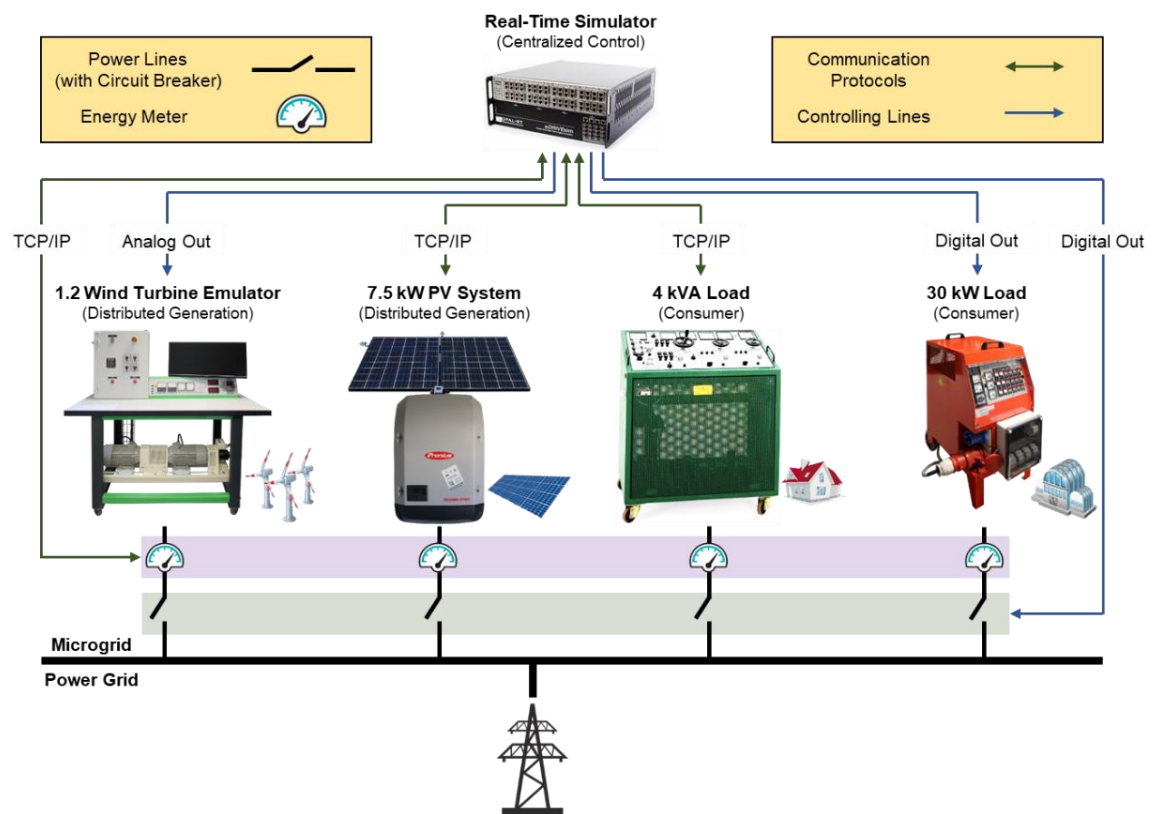 Real-Time Simulator
(Centralized Control)
Power Lines
(with Circuit Breaker)
Energy Meter
Communication
Protocols
Controlling Lines
TCP/IP
Analog Out
TCP/IP
TCP/IP
Digital Out
Digital Out
1.2 Wind Turbine Emulator
(Distributed Generation)
7.5 kW PV System
(Distributed Generation)
4 kVA Load
(Consumer)
30 kW Load
(Consumer)
Fronius
Microgrid
Power Grid